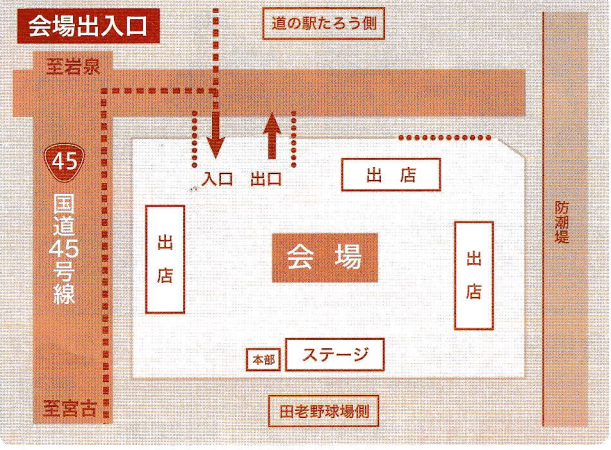 会場出入口
道の駅たろう側
至岩泉
45
国道45号線
入口
出口
出店
出店
会場
出店
防潮堤
本部
ステージ
至宮古
田老野球場側